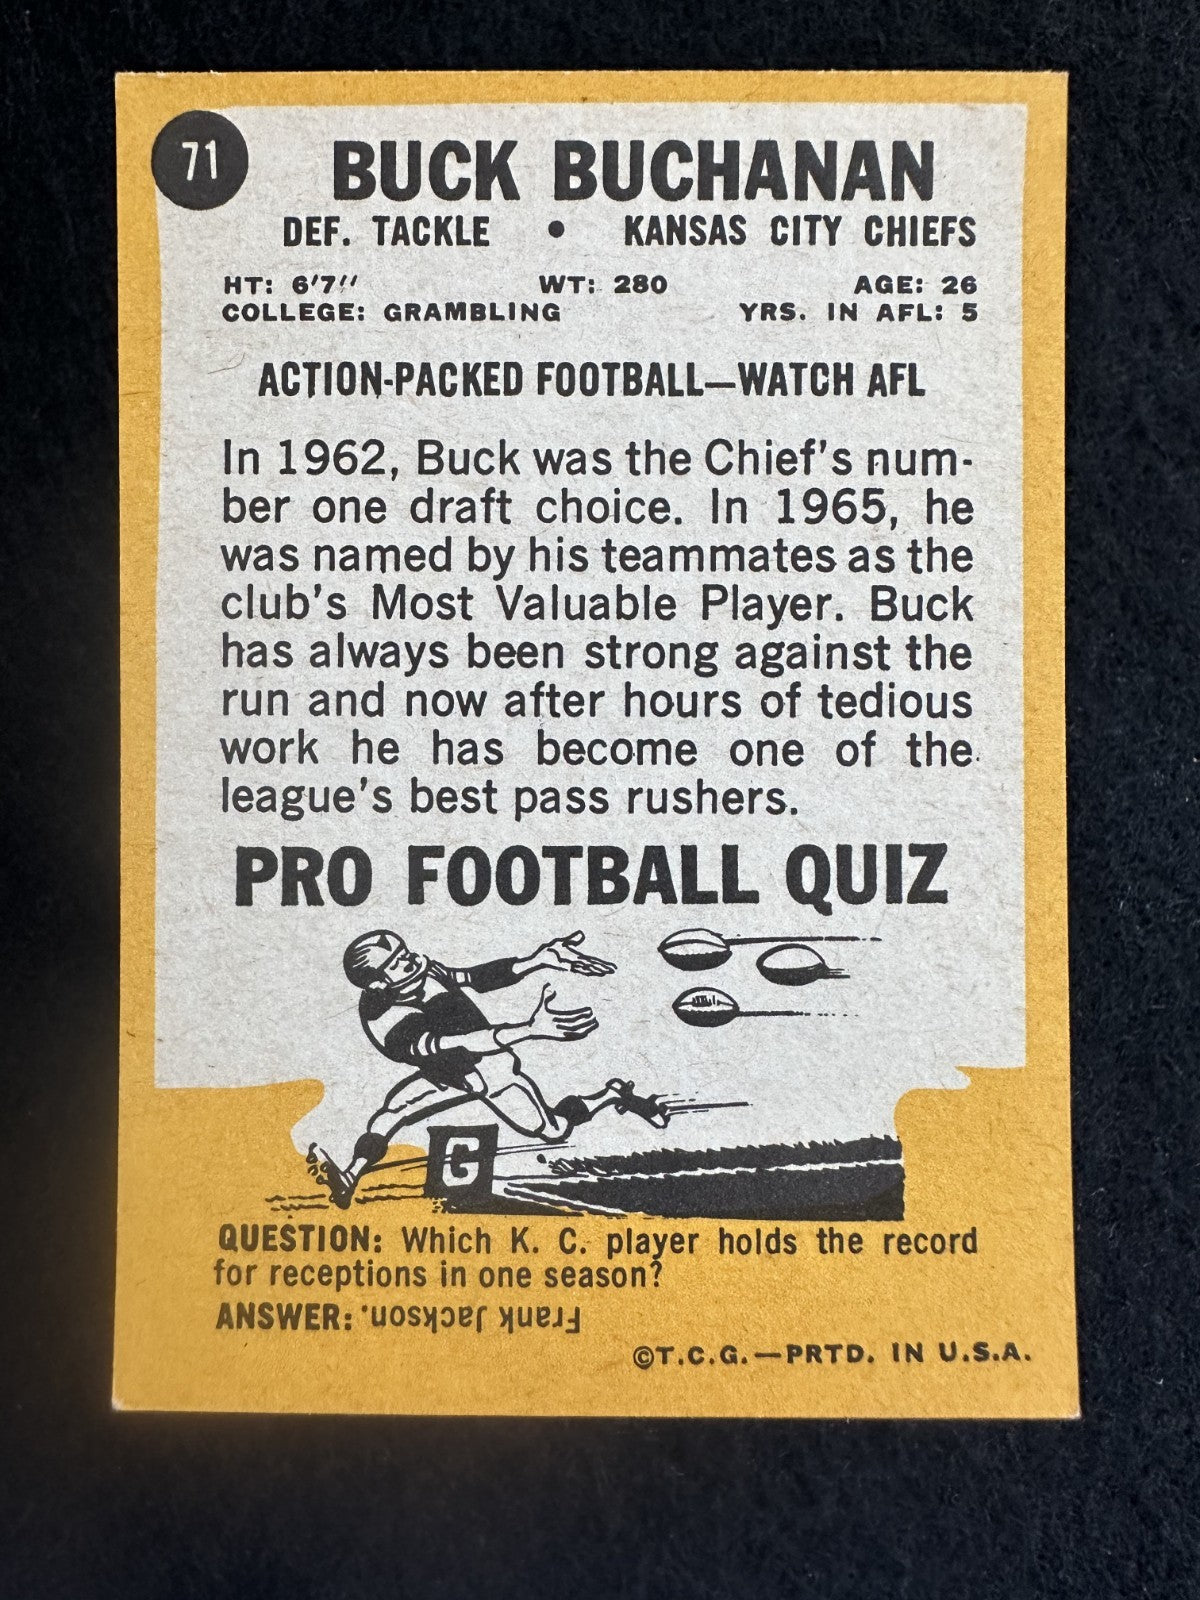 71
BUCK BUCHANAN
DEF. TACKLE • KANSAS CITY CHIEFS
HT: 6'7" WT: 280 AGE: 26
COLLEGE: GRAMBLING YRS. IN AFL: 5
ACTION-PACKED FOOTBALL—WATCH AFL
In 1962, Buck was the Chief's num-
ber one draft choice. In 1965, he
was named by his teammates as the
club's Most Valuable Player. Buck
has always been strong against the
run and now after hours of tedious
work he has become one of the
league's best pass rushers.
PRO FOOTBALL QUIZ
G
QUESTION: Which K. C. player holds the record
for receptions in one season?
ANSWER: Frank Jackson.
©T.C.G.—PRTD. IN U.S.A.